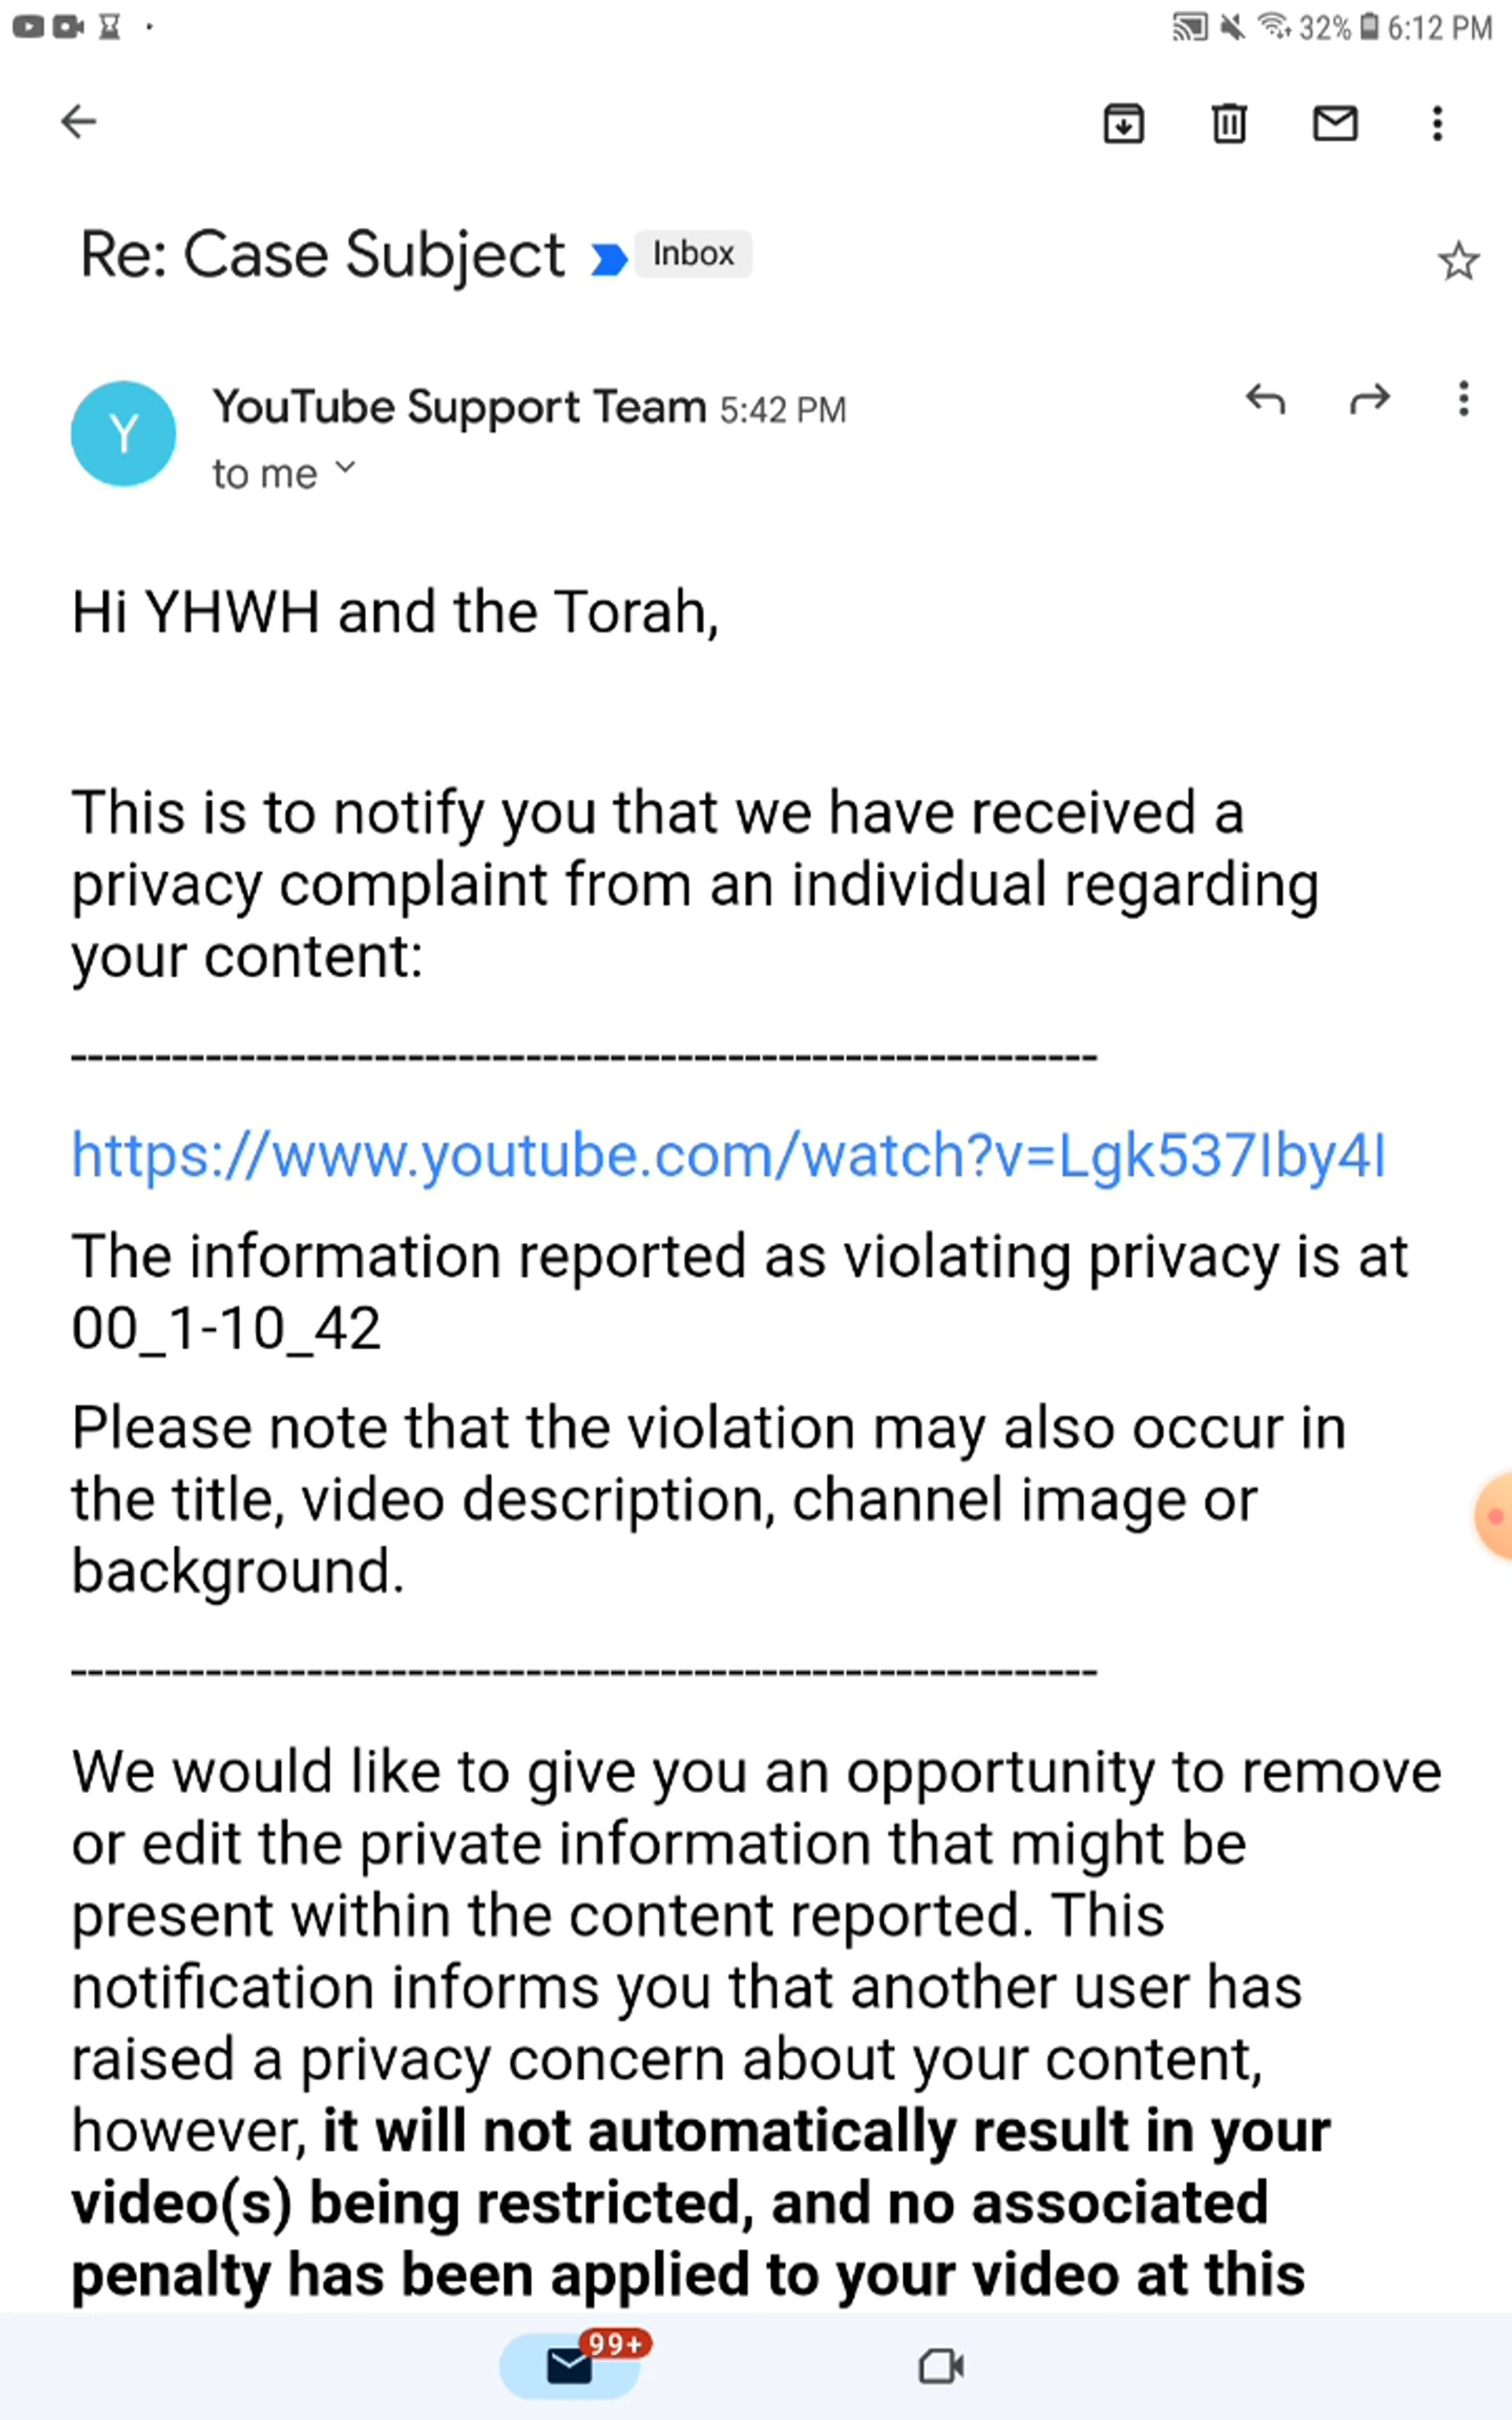 32% 6:12 PM
Re: Case Subject Inbox
Y
YouTube Support Team 5:42 PM
to me
Hi YHWH and the Torah,
This is to notify you that we have received a
privacy complaint from an individual regarding
your content:
--------------------------------------------------------------
https://www.youtube.com/watch?v=Lgk537Iby4I
The information reported as violating privacy is at
00_1-10_42
Please note that the violation may also occur in
the title, video description, channel image or
background.
--------------------------------------------------------------
We would like to give you an opportunity to remove
or edit the private information that might be
present within the content reported. This
notification informs you that another user has
raised a privacy concern about your content,
however, it will not automatically result in your
video(s) being restricted, and no associated
penalty has been applied to your video at this
99+